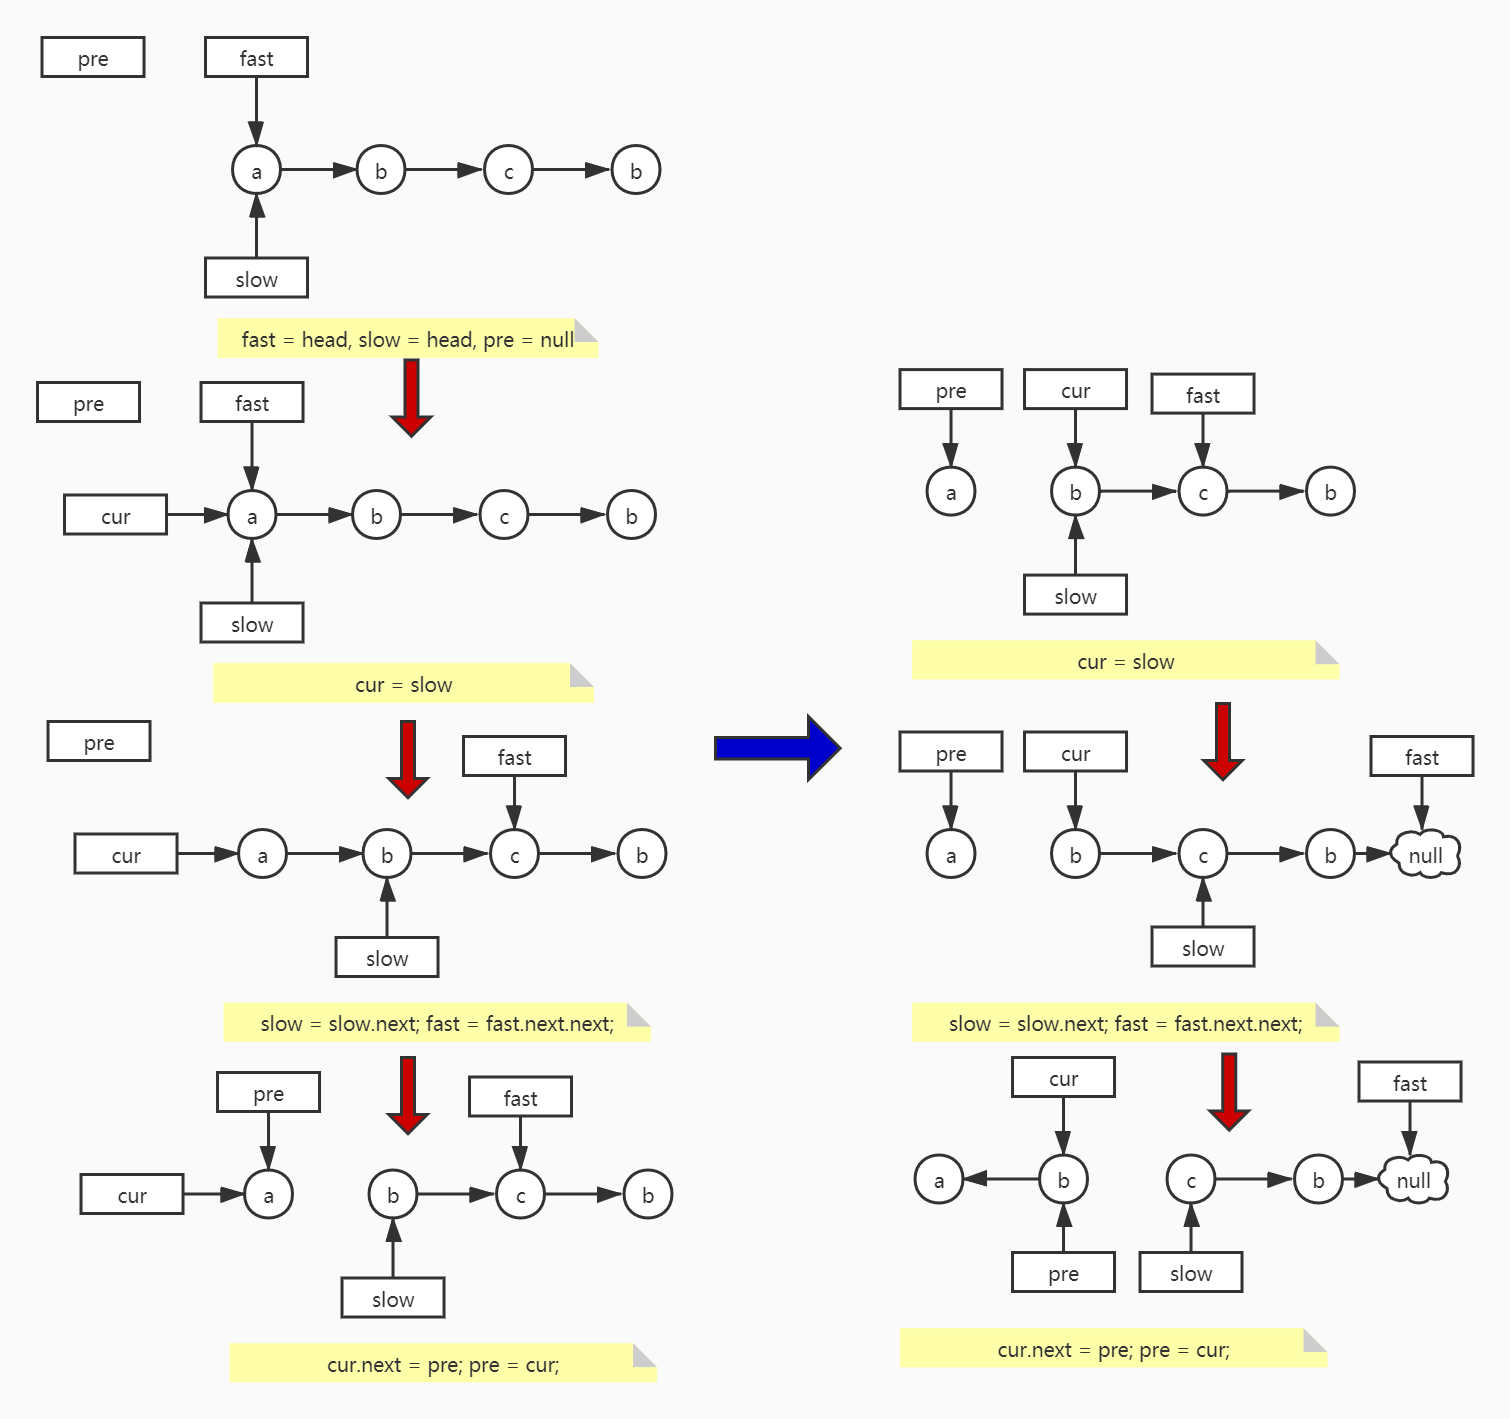 pre
fast
a
b
c
b
slow
fast = head, slow = head, pre = null
pre
fast
cur
a
b
c
b
slow
cur = slow
pre
fast
cur
a
b
c
b
slow
slow = slow.next; fast = fast.next.next;
pre
fast
cur
a
b
c
b
slow
cur.next = pre; pre = cur;
pre
cur
fast
a
b
c
b
slow
cur = slow
pre
cur
fast
a
b
c
b
null
slow
slow = slow.next; fast = fast.next.next;
cur
fast
a
b
c
b
null
pre
slow
cur.next = pre; pre = cur;